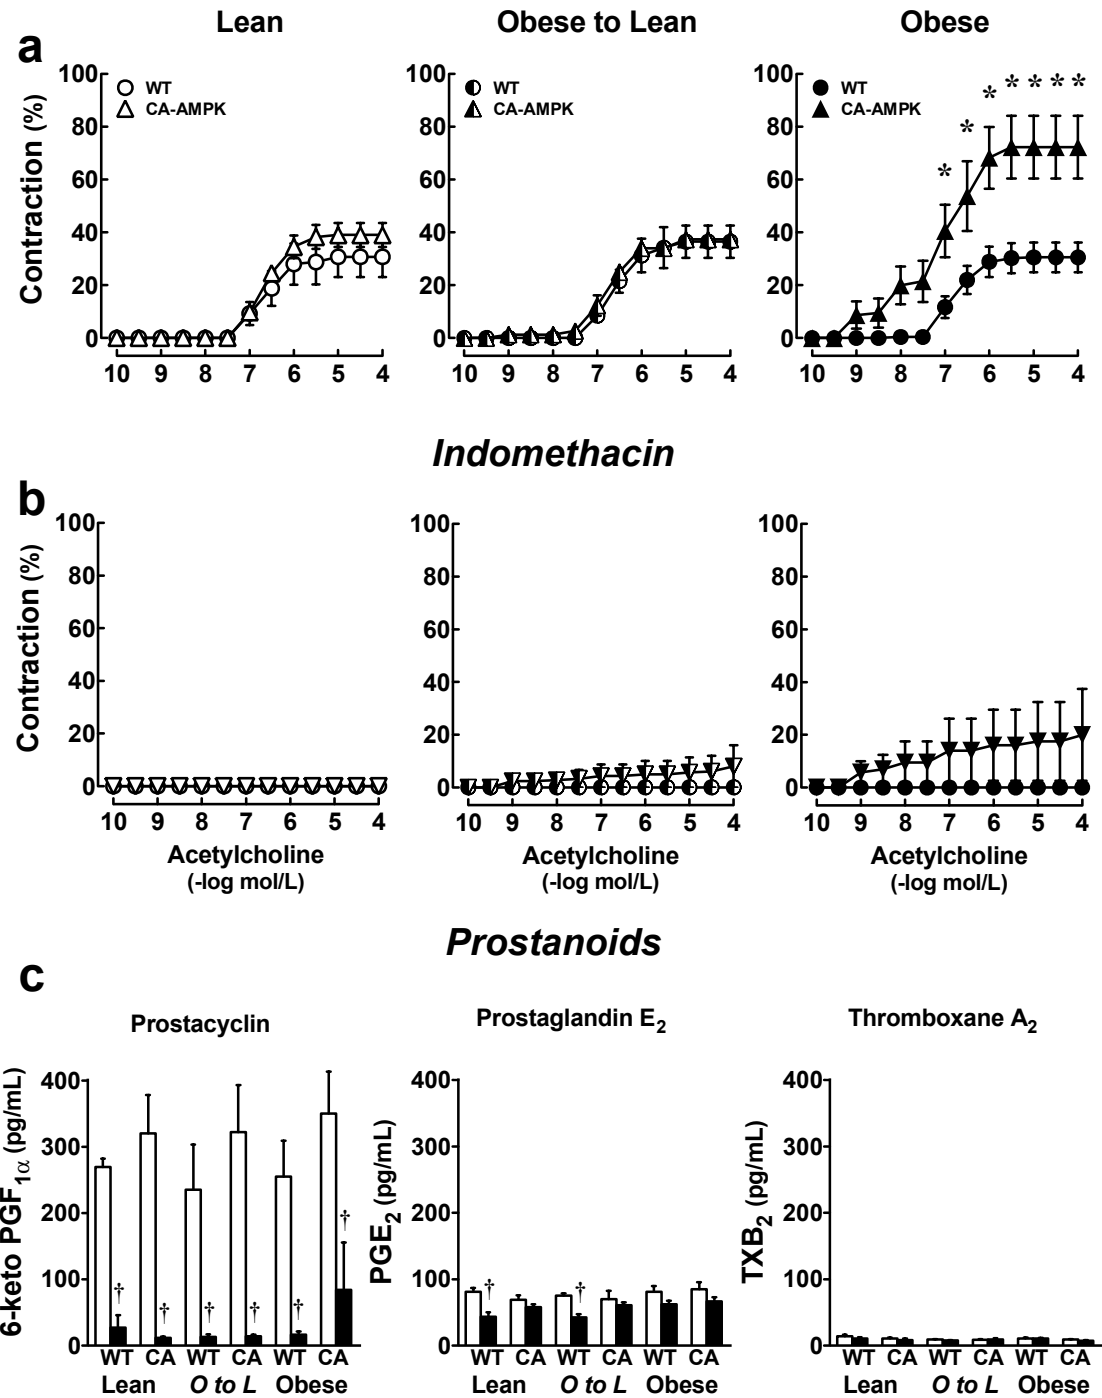 Lean
Obese to Lean
Obese
a
Contraction (%)
100
80
60
40
20
0
WT
CA-AMPK
10 9 8 7 6 5 4
100
80
60
40
20
0
WT
CA-AMPK
10 9 8 7 6 5 4
100
80
60
40
20
0
WT
CA-AMPK
* * * * * * *
10 9 8 7 6 5 4
Indomethacin
b
Contraction (%)
100
80
60
40
20
0
10 9 8 7 6 5 4
Acetylcholine
(-log mol/L)
100
80
60
40
20
0
10 9 8 7 6 5 4
Acetylcholine
(-log mol/L)
100
80
60
40
20
0
10 9 8 7 6 5 4
Acetylcholine
(-log mol/L)
Prostanoids
c
Prostacyclin
6-keto PGF1α (pg/mL)
400
300
200
100
0
† † † † † †
WT CA WT CA WT CA
Lean O to L Obese
Prostaglandin E2
PGE2 (pg/mL)
400
300
200
100
0
† †
WT CA WT CA WT CA
Lean O to L Obese
Thromboxane A2
TXB2 (pg/mL)
400
300
200
100
0
WT CA WT CA WT CA
Lean O to L Obese